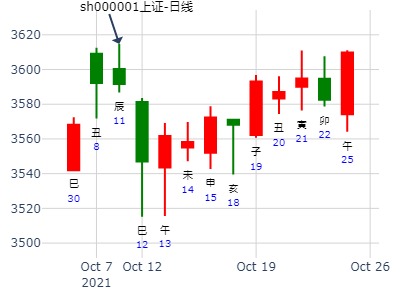 sh000001上证-日线
3620
3600
3580
3560
3540
3520
3500
巳
30
丑
8
辰
11
巳
12
午
13
未
14
申
15
亥
18
子
19
丑
20
寅
21
卯
22
午
25
Oct 7
2021
Oct 12
Oct 19
Oct 26